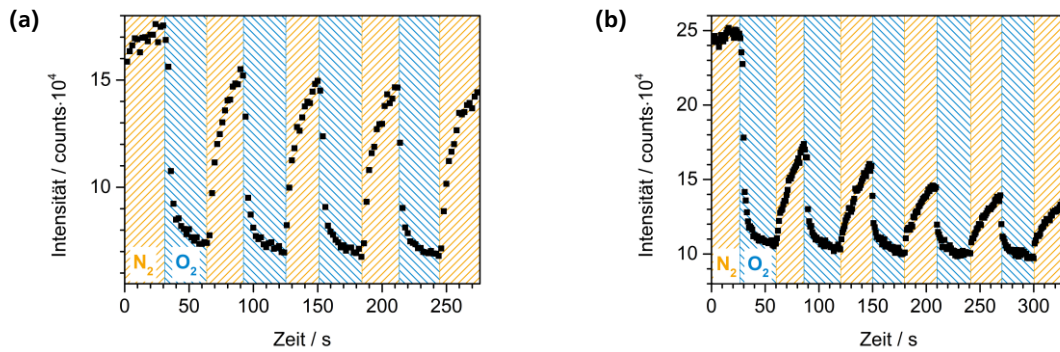 (a)
Intensität / counts·10⁴
15
10
N₂ O₂
0 50 100 150 200 250
Zeit / s
(b)
Intensität / counts·10⁴
25
20
15
10
8
N₂ O₂
0 50 100 150 200 250 300
Zeit / s